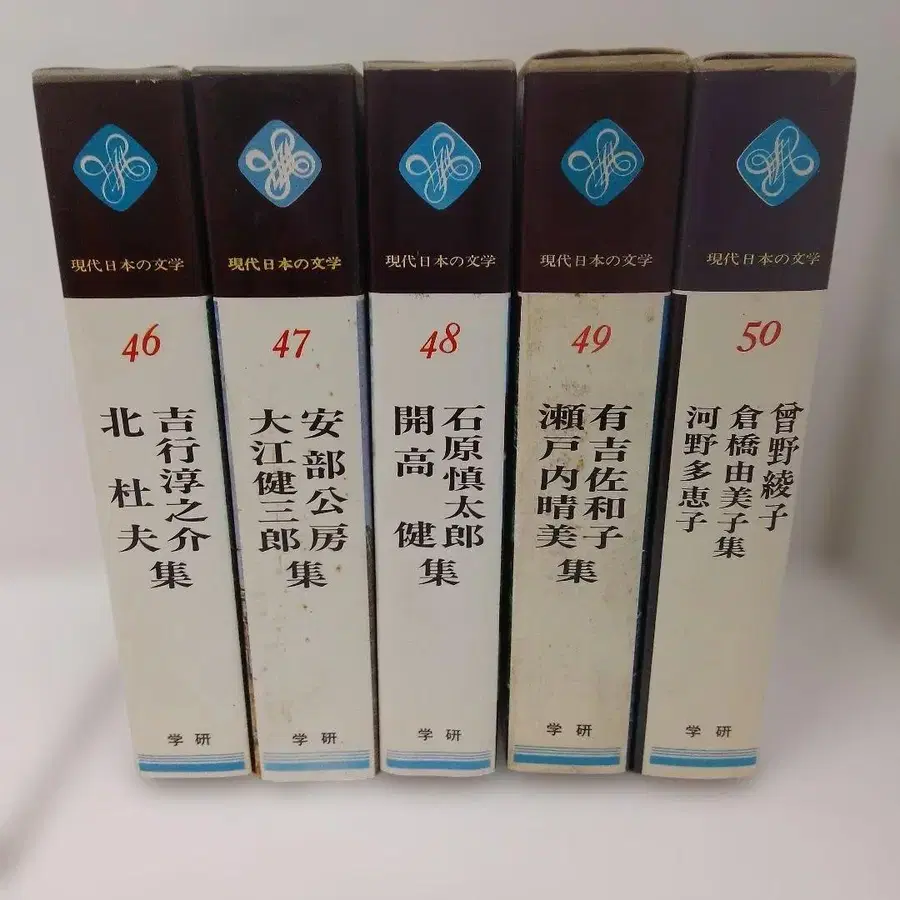 現代日本の文学
46
吉行淳之介
北杜夫
集
学研
現代日本の文学
47
安部公房
大江健三郎
集
学研
現代日本の文学
48
石原慎太郎
開高健
集
学研
現代日本の文学
49
有吉佐和子
瀬戸内晴美
集
学研
現代日本の文学
50
曾野綾子
倉橋由美子集
河野多惠子
学研